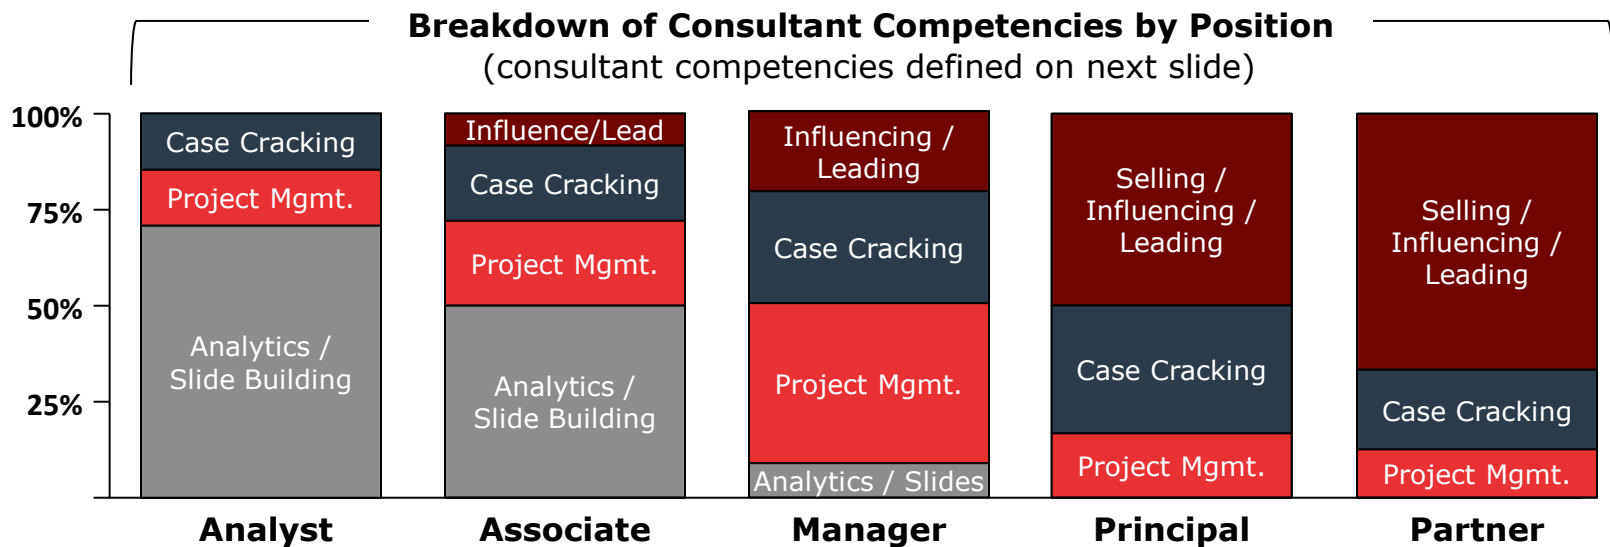 Breakdown of Consultant Competencies by Position
(consultant competencies defined on next slide)
100%
75%
50%
25%
Case Cracking
Project Mgmt.
Analytics /
Slide Building
Analyst
Influence/Lead
Case Cracking
Project Mgmt.
Analytics /
Slide Building
Associate
Influencing /
Leading
Case Cracking
Project Mgmt.
Analytics / Slides
Manager
Selling /
Influencing /
Leading
Case Cracking
Project Mgmt.
Principal
Selling /
Influencing /
Leading
Case Cracking
Project Mgmt.
Partner